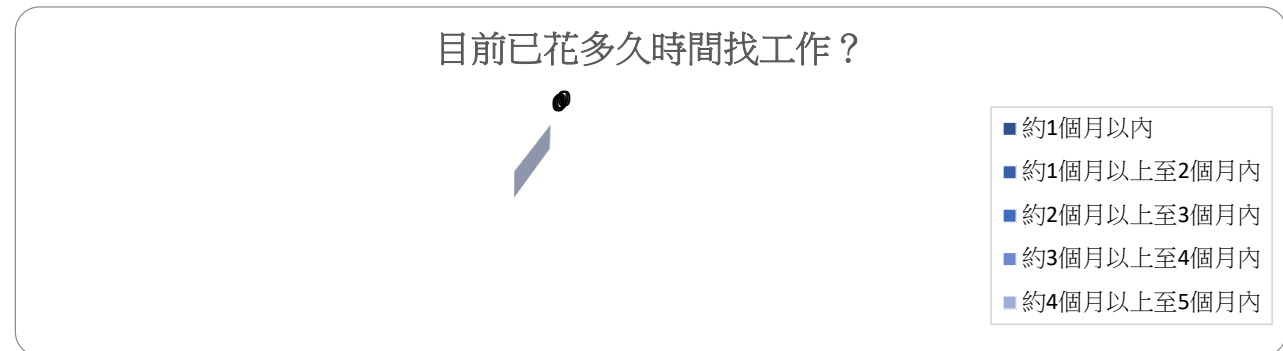 目前已花多久時間找工作？
約1個月以內
約1個月以上至2個月內
約2個月以上至3個月內
約3個月以上至4個月內
約4個月以上至5個月內